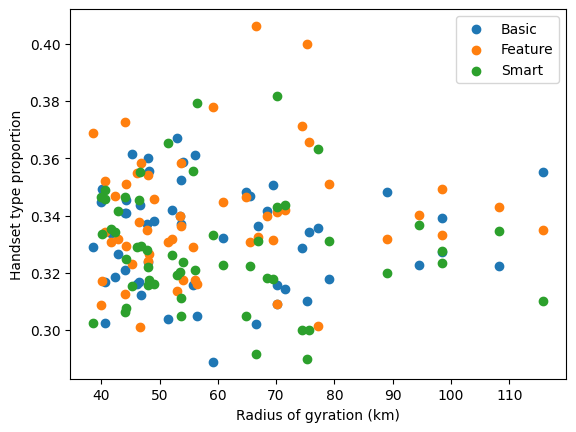 Basic
Feature
Smart
0.40
0.38
0.36
0.34
0.32
0.30
Handset type proportion
40 50 60 70 80 90 100 110
Radius of gyration (km)